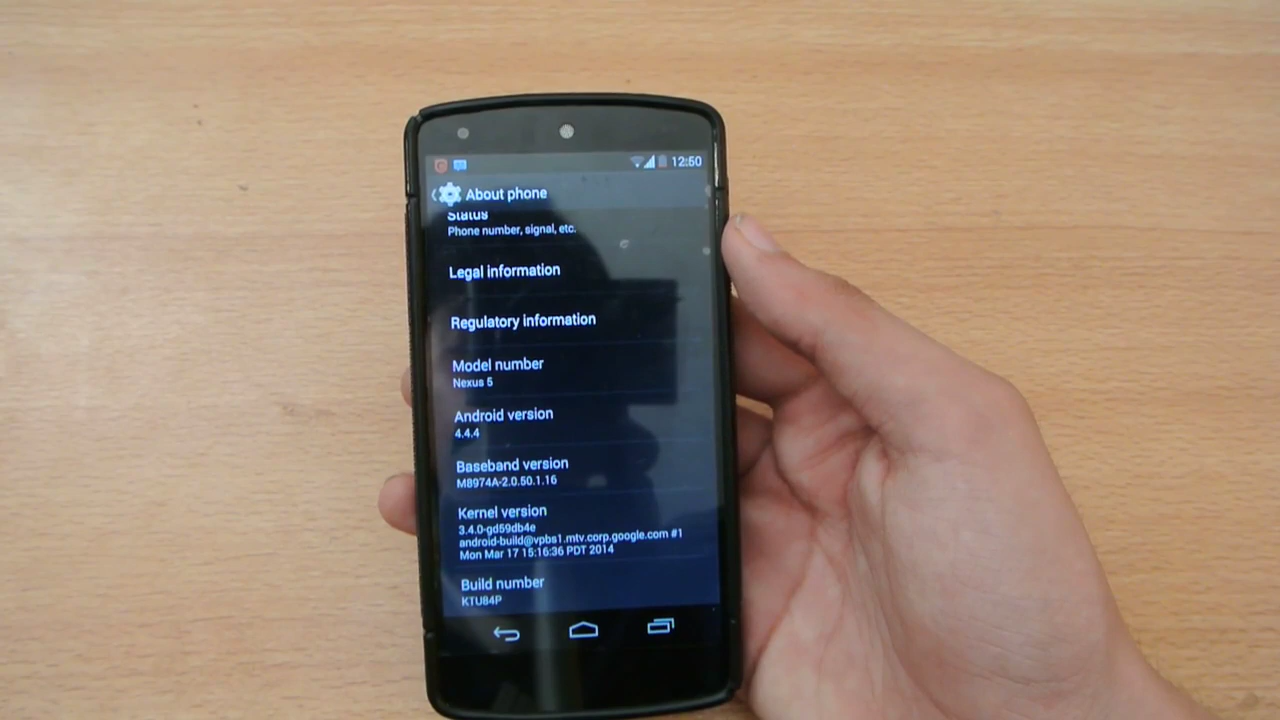 12:50
About phone
Status
Phone number, signal, etc.
Legal information
Regulatory information
Model number
Nexus 5
Android version
4.4.4
Baseband version
M8974A-2.0.50.1.16
Kernel version
3.4.0-gd59db4e
android-build@vpbs1.mtv.corp.google.com #1
Mon Mar 17 15:16:36 PDT 2014
Build number
KTU84P